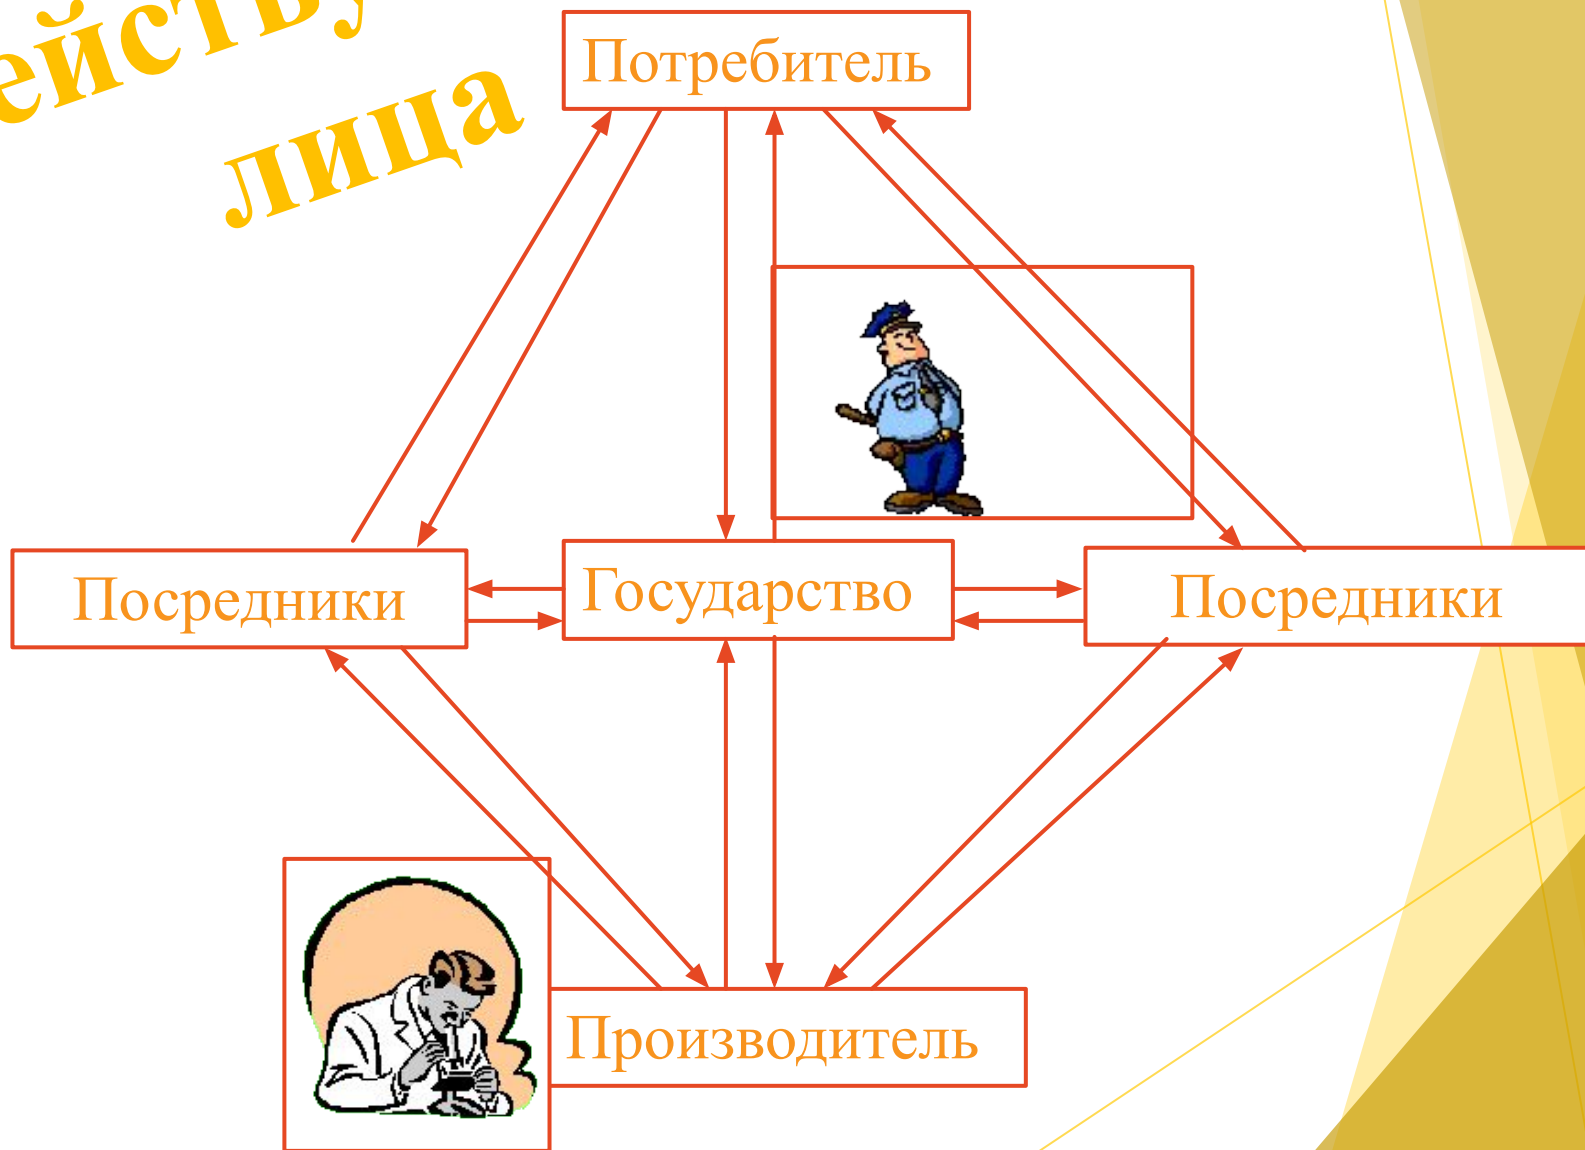 лица
Потребитель
Посредники
Государство
Посредники
Производитель